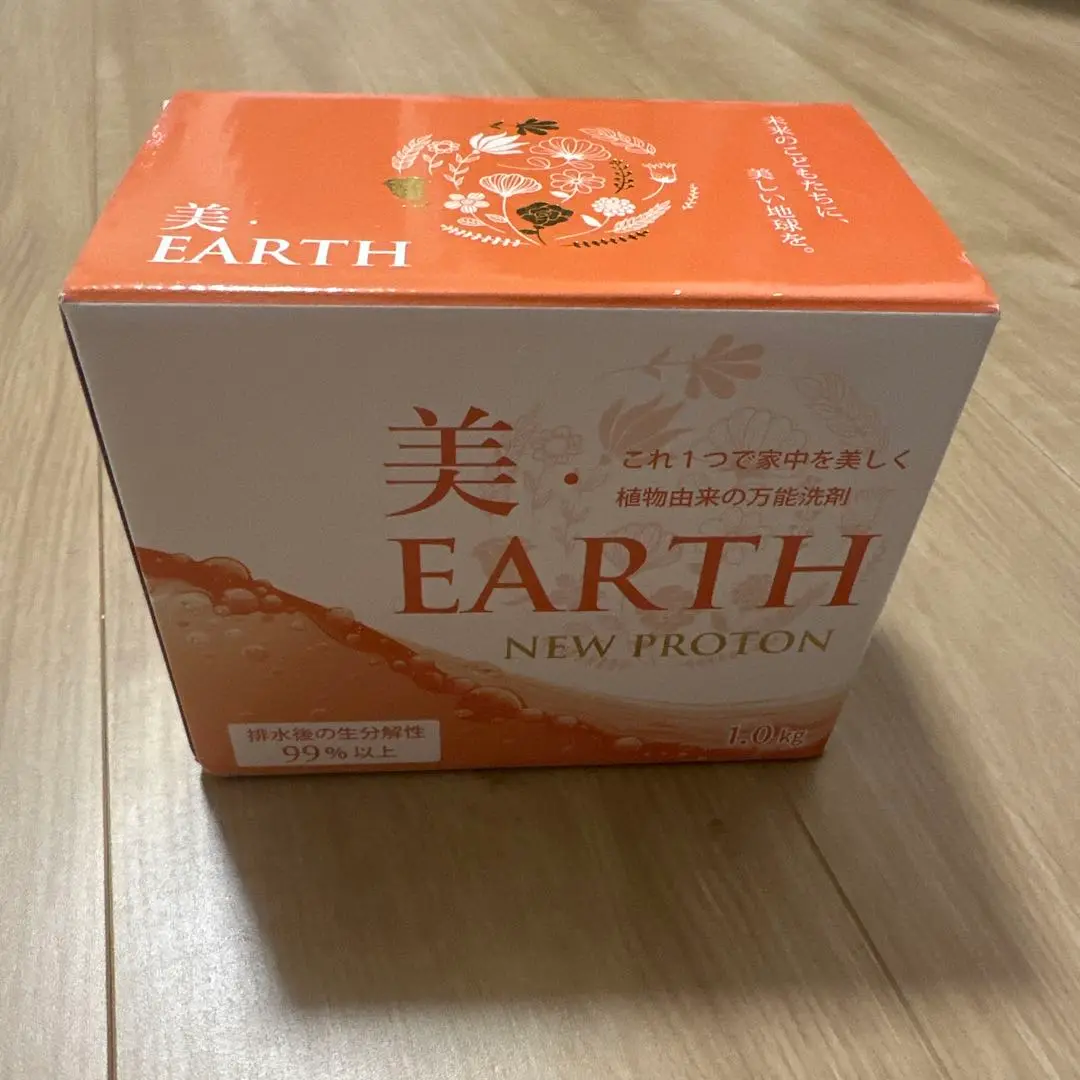 美・
EARTH
未来のこどもたちに、
美しい地球を。
美・
これ1つで家中を美しく
植物由来の万能洗剤
EARTH
NEW PROTON
排水後の生分解性
99%以上
1.0kg